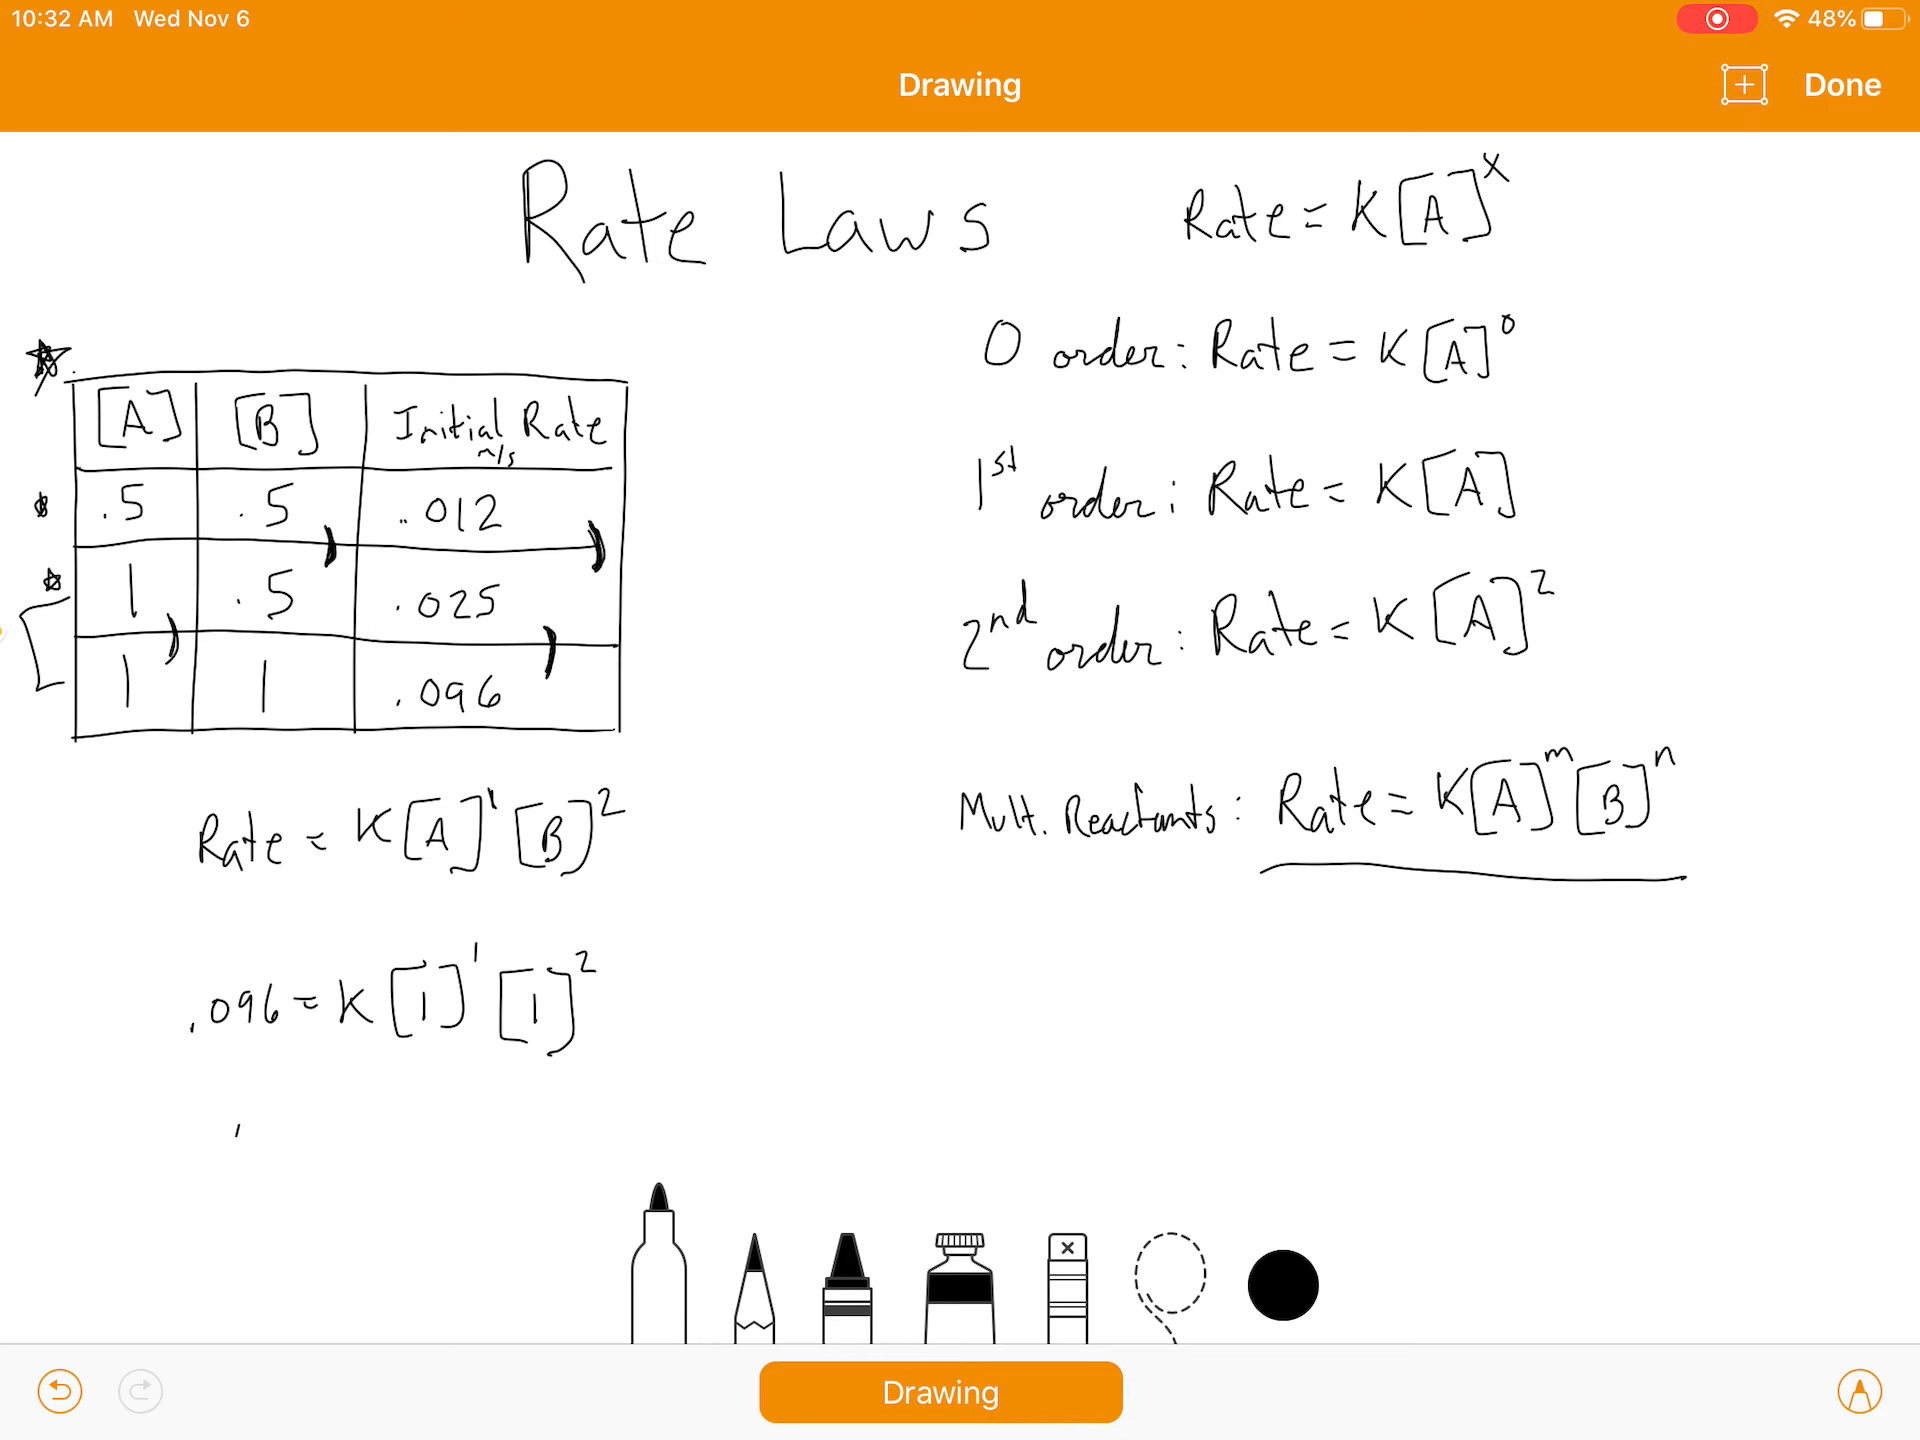 10:32 AM Wed Nov 6 48%
Drawing Done
Rate Laws
Rate = K[A]^x
0 order: Rate = K[A]^0
1st order: Rate = K[A]
2nd order: Rate = K[A]^2
Mult. Reactants: Rate = K[A]^m [B]^n
[A] [B] Initial Rate
M/s
.5 .5 .012
1 .5 .025
1 1 .096
Rate = K[A]^1 [B]^2
.096 = K[1]^1 [1]^2
Drawing